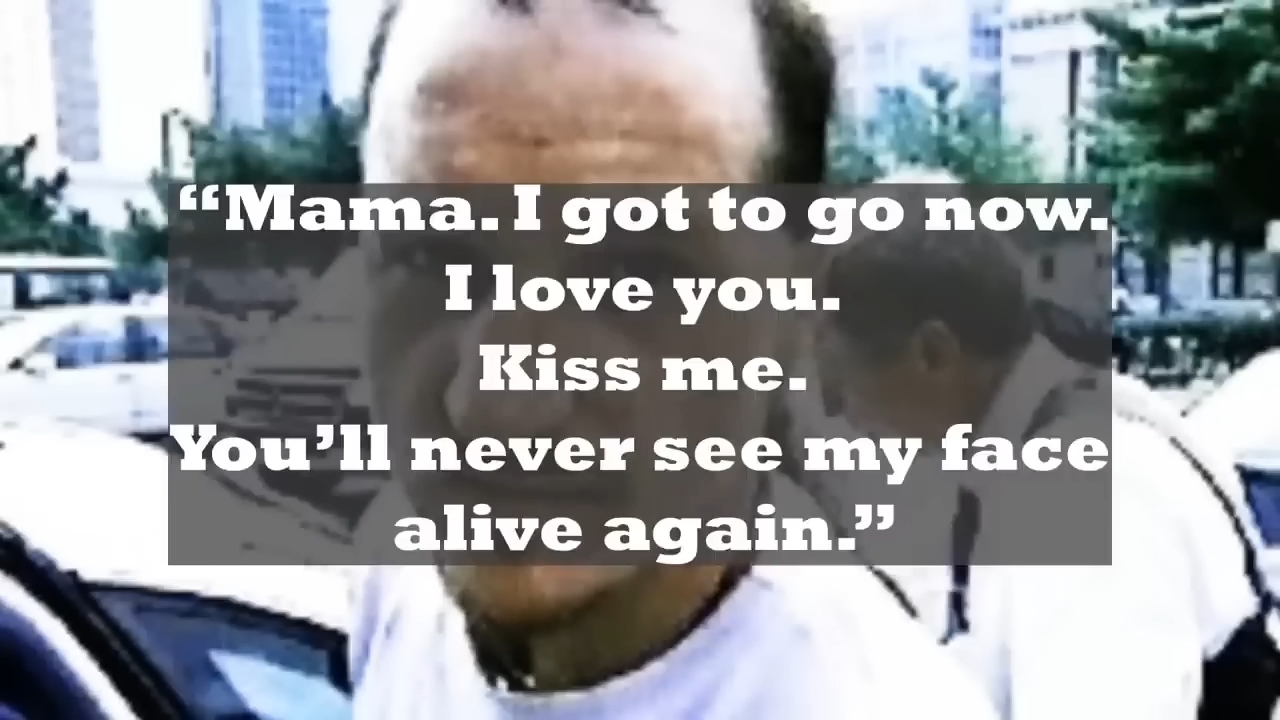 “Mama. I got to go now.
I love you.
Kiss me.
You’ll never see my face
alive again.”